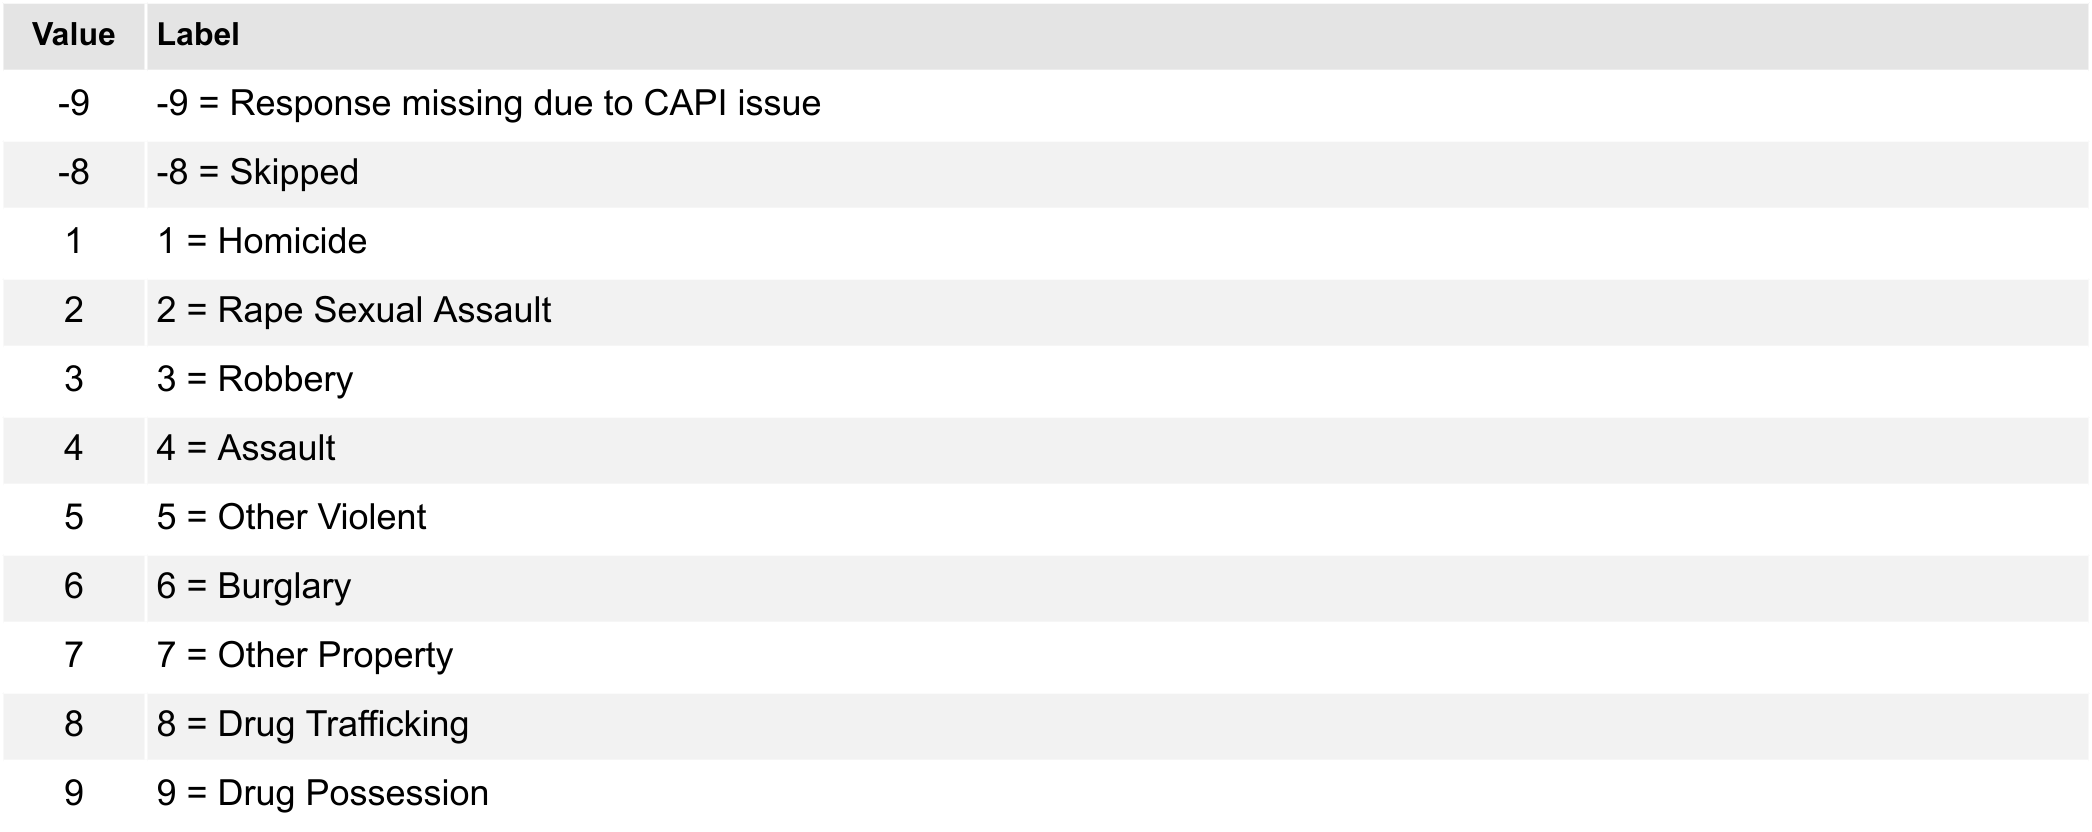 Value Label
-9 -9 = Response missing due to CAPI issue
-8 -8 = Skipped
1 1 = Homicide
2 2 = Rape Sexual Assault
3 3 = Robbery
4 4 = Assault
5 5 = Other Violent
6 6 = Burglary
7 7 = Other Property
8 8 = Drug Trafficking
9 9 = Drug Possession